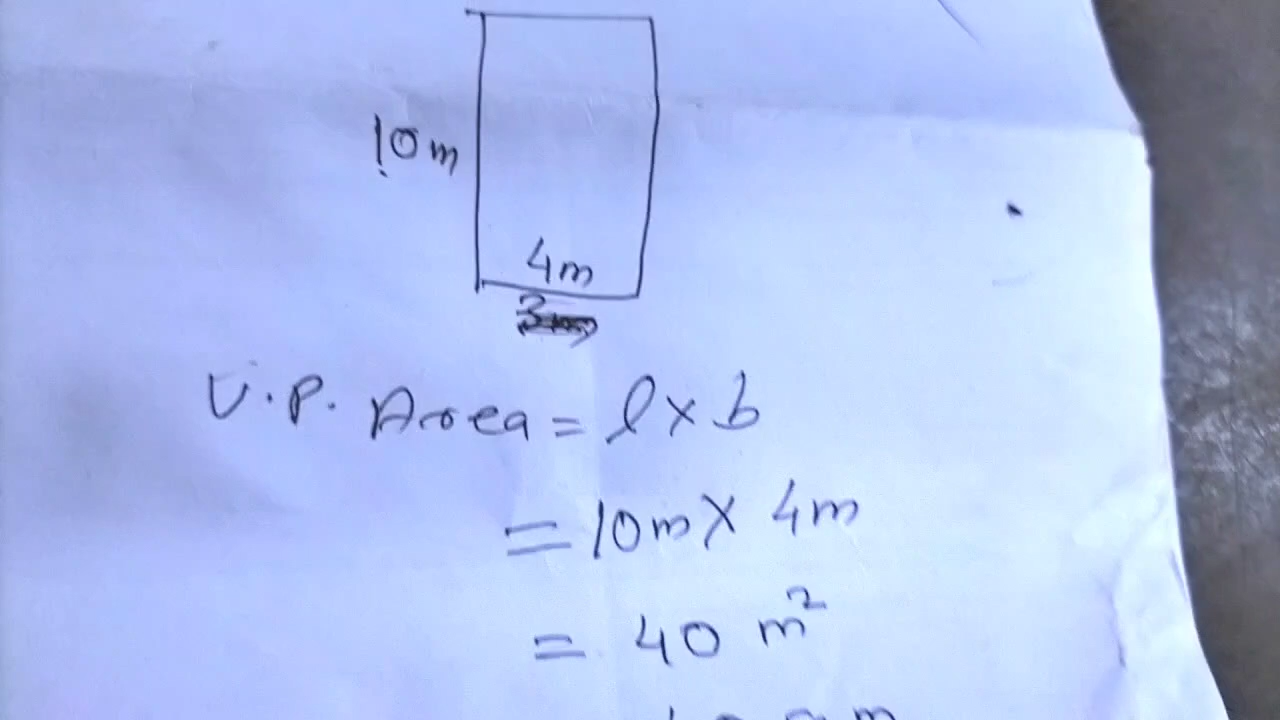 10m
4m
U.P. Area = l x b
= 10m x 4m
= 40 m²